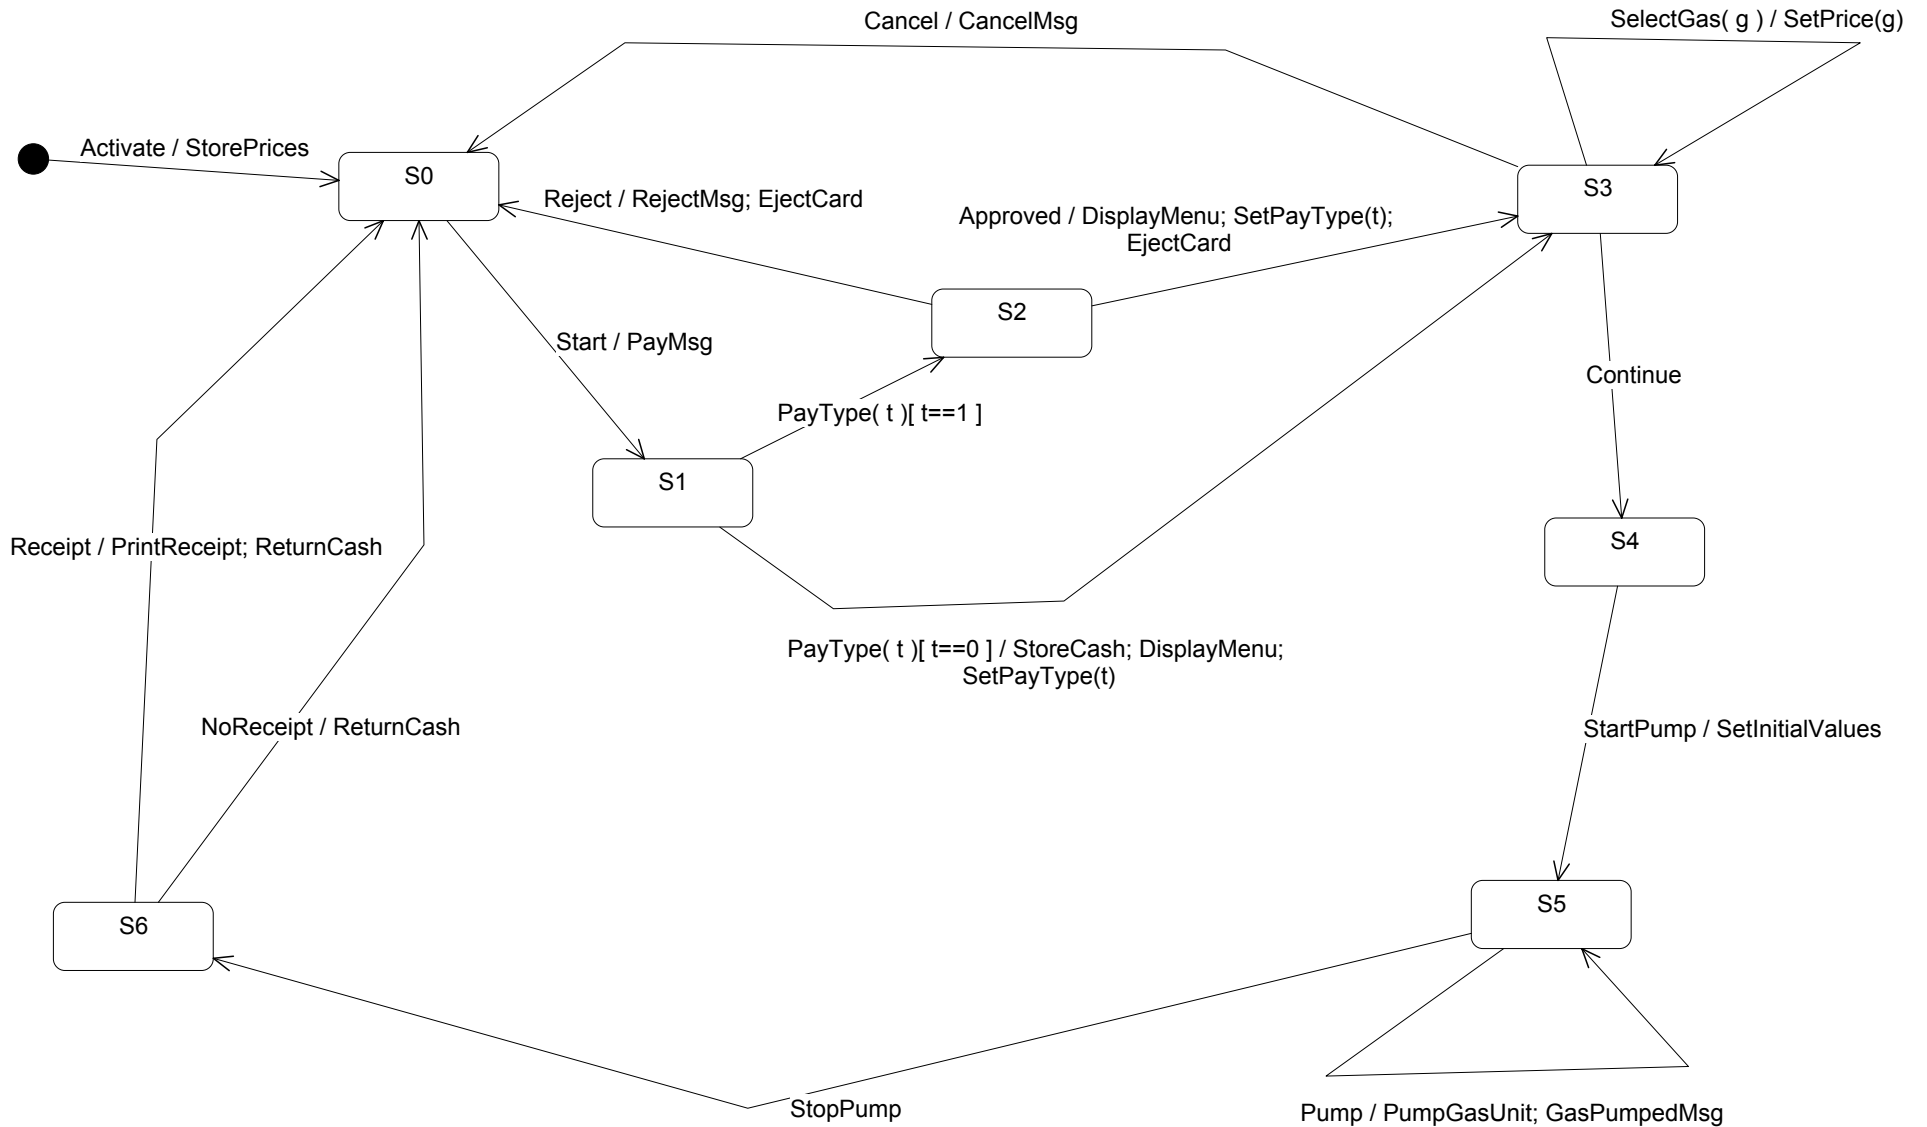 Cancel / CancelMsg
SelectGas( g ) / SetPrice(g)
Activate / StorePrices
S0
S3
Reject / RejectMsg; EjectCard
Approved / DisplayMenu; SetPayType(t);
EjectCard
S2
Start / PayMsg
Continue
PayType( t )[ t==1 ]
S1
S4
Receipt / PrintReceipt; ReturnCash
PayType( t )[ t==0 ] / StoreCash; DisplayMenu;
SetPayType(t)
NoReceipt / ReturnCash
StartPump / SetInitialValues
S5
S6
StopPump
Pump / PumpGasUnit; GasPumpedMsg